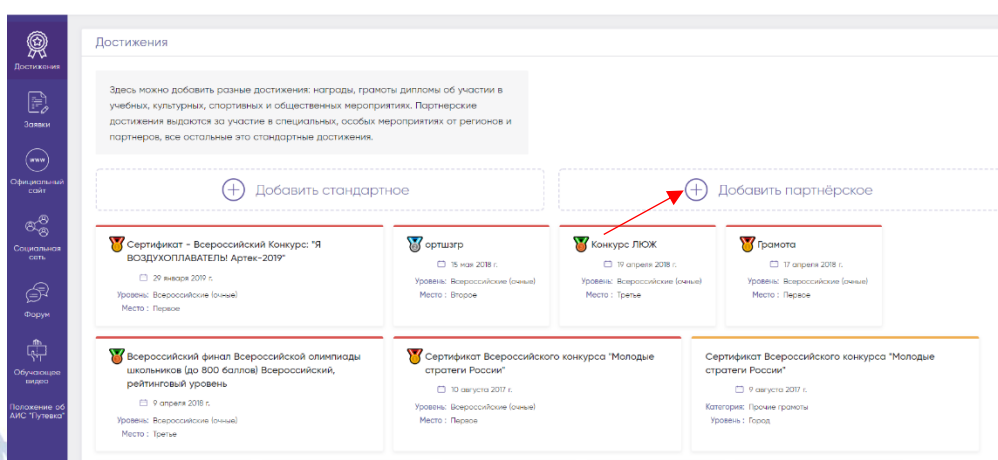 Достижения
Заявки
www
Официальный
сайт
Социальная
сеть
Форум
Обучающее
видео
Положение об
АИС "Путевка"
Достижения
Здесь можно добавить разные достижения: награды, грамоты дипломы об участии в
учебных, культурных, спортивных и общественных мероприятиях. Партнерские
достижения выдаются за участие в специальных, особых мероприятиях от регионов и
партнеров, все остальные это стандартные достижения.
Добавить стандартное
Добавить партнёрское
Сертификат - Всероссийский Конкурс: "Я
ВОЗДУХОПЛАВАТЕЛЬ! Артек-2019"
29 января 2019 г.
Уровень: Всероссийские (очные)
Место : Первое
ортшзгр
15 мая 2018 г.
Уровень: Всероссийские (очные)
Место : Второе
Конкурс ЛЮЖ
19 апреля 2018 г.
Уровень: Всероссийские (очные)
Место : Третье
Грамота
17 апреля 2018 г.
Уровень: Всероссийские (очные)
Место : Первое
Всероссийский финал Всероссийской олимпиады
школьников (до 800 баллов) Всероссийский,
рейтинговый уровень
9 апреля 2018 г.
Уровень: Всероссийские (очные)
Место : Третье
Сертификат Всероссийского конкурса "Молодые
стратеги России"
10 августа 2017 г.
Уровень: Всероссийские (очные)
Место : Первое
Сертификат Всероссийского конкурса "Молодые
стратеги России"
9 августа 2017 г.
Категория: Прочие грамоты
Уровень : Город